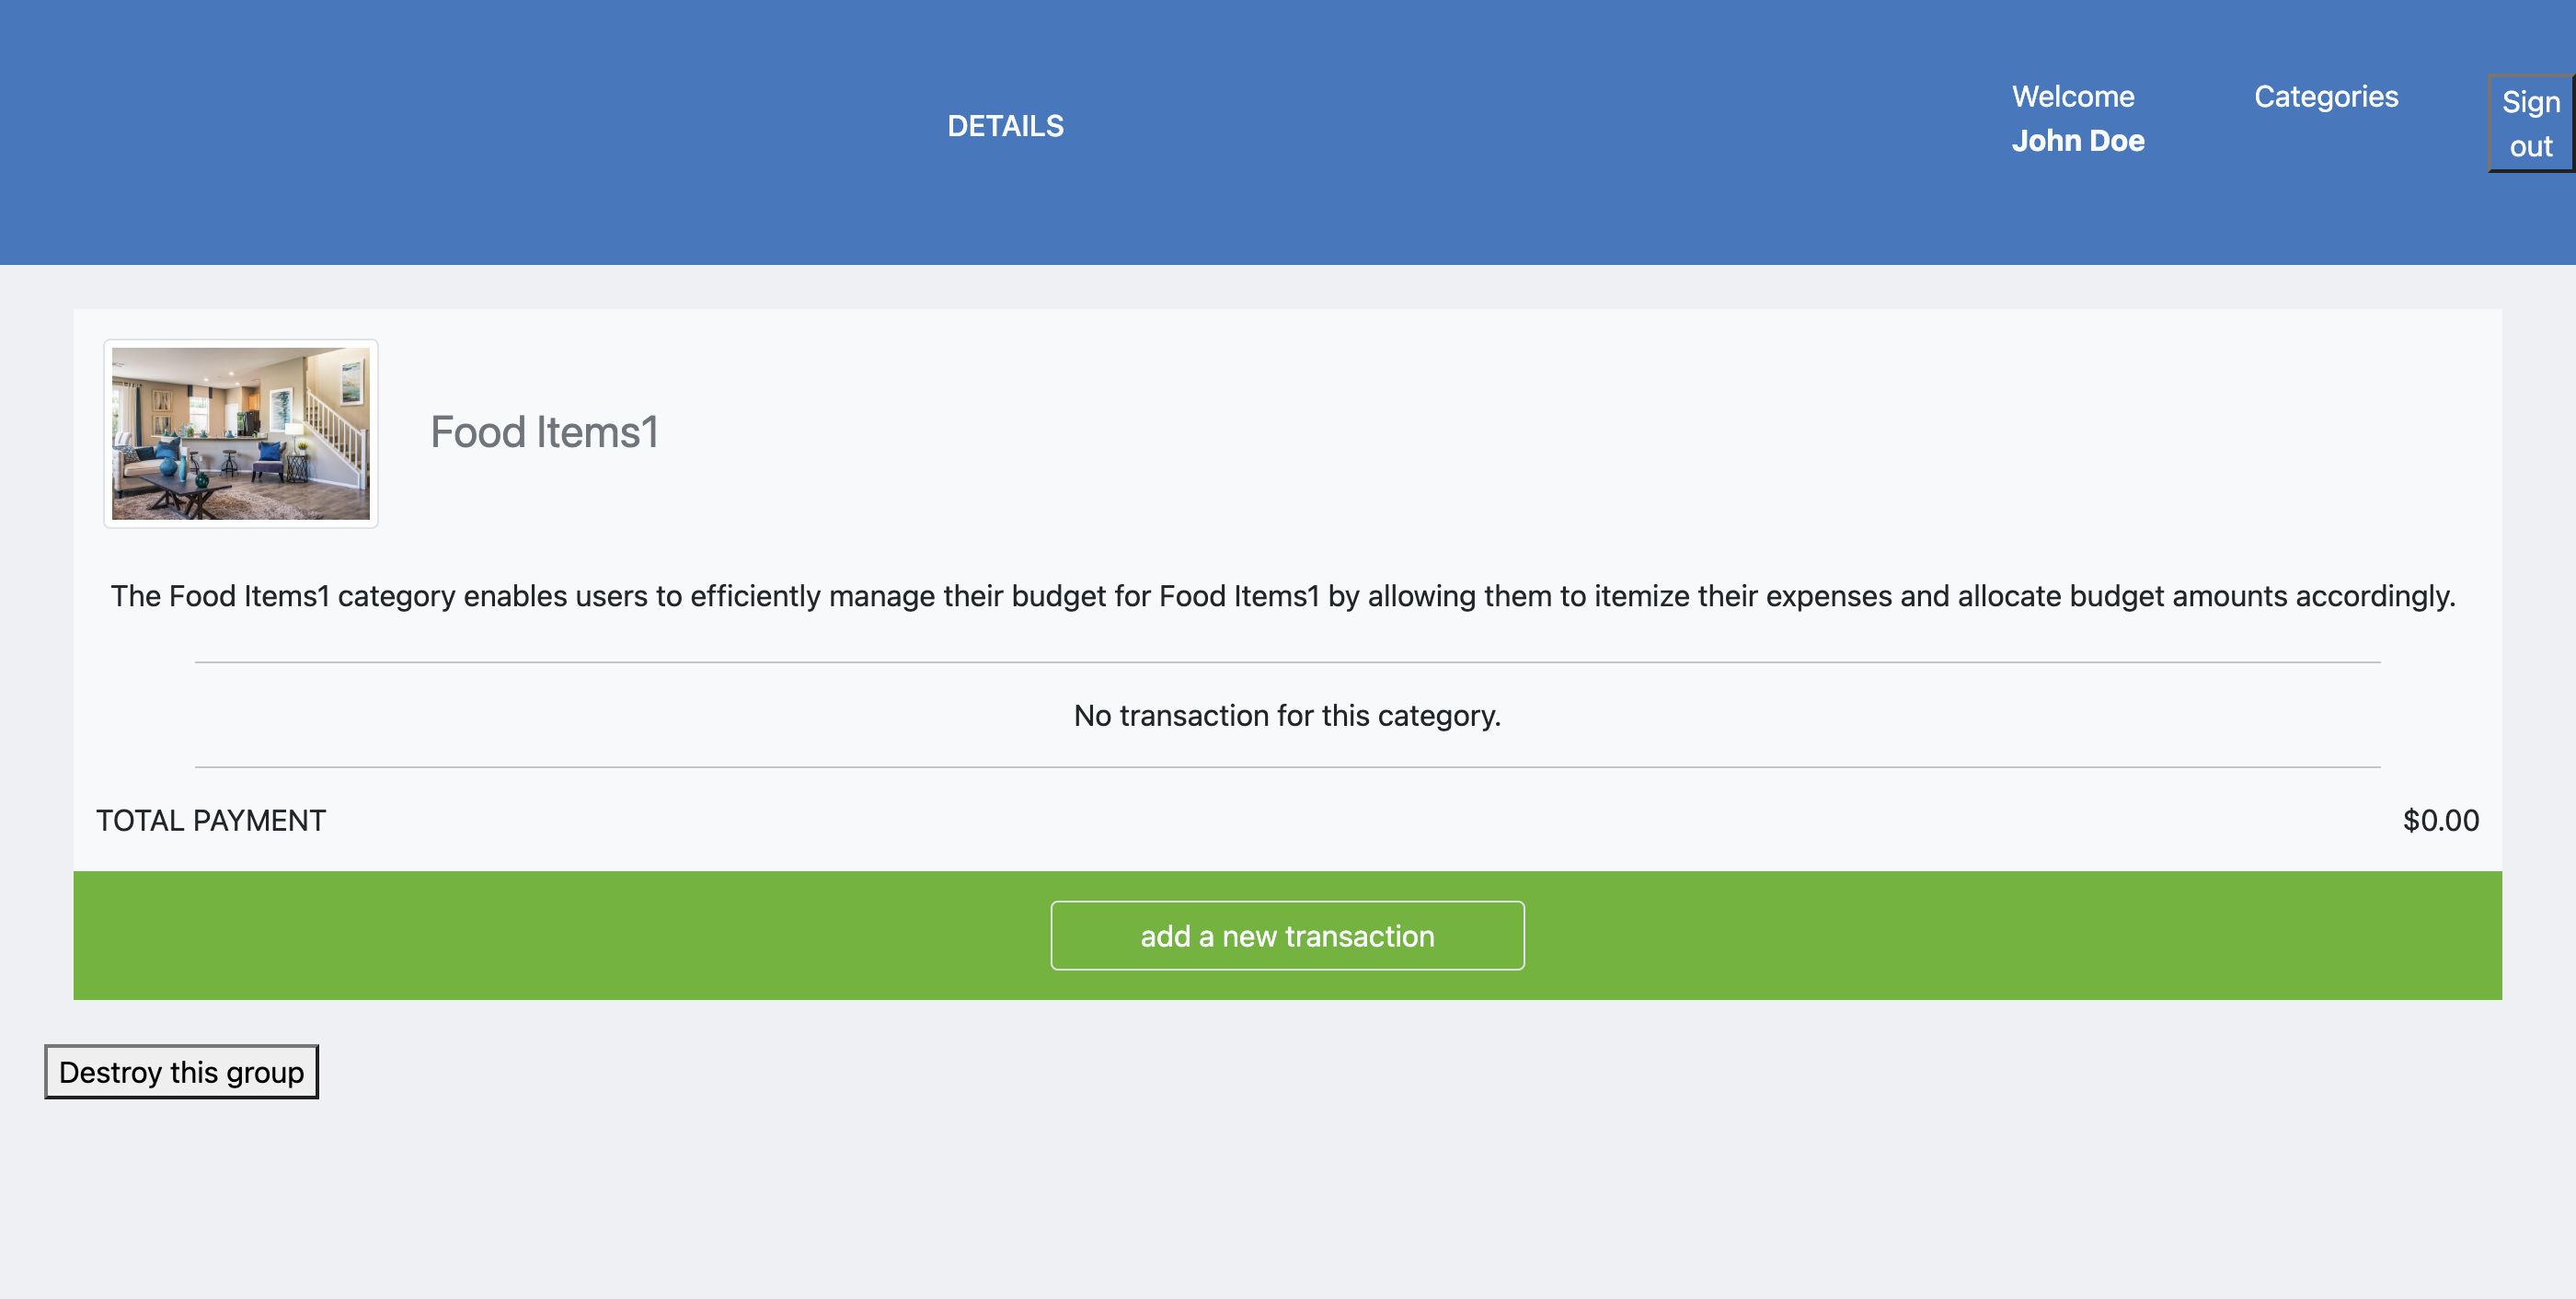 DETAILS
Welcome
John Doe
Categories
Sign
out
Food Items1
The Food Items1 category enables users to efficiently manage their budget for Food Items1 by allowing them to itemize their expenses and allocate budget amounts accordingly.
No transaction for this category.
TOTAL PAYMENT $0.00
add a new transaction
Destroy this group